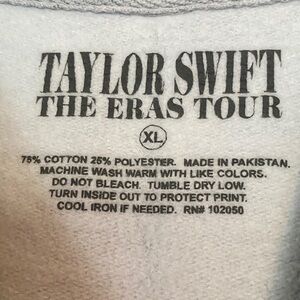 TAYLOR SWIFT
THE ERAS TOUR
XL
75% COTTON 25% POLYESTER. MADE IN PAKISTAN.
MACHINE WASH WARM WITH LIKE COLORS.
DO NOT BLEACH. TUMBLE DRY LOW.
TURN INSIDE OUT TO PROTECT PRINT.
COOL IRON IF NEEDED. RN# 102050